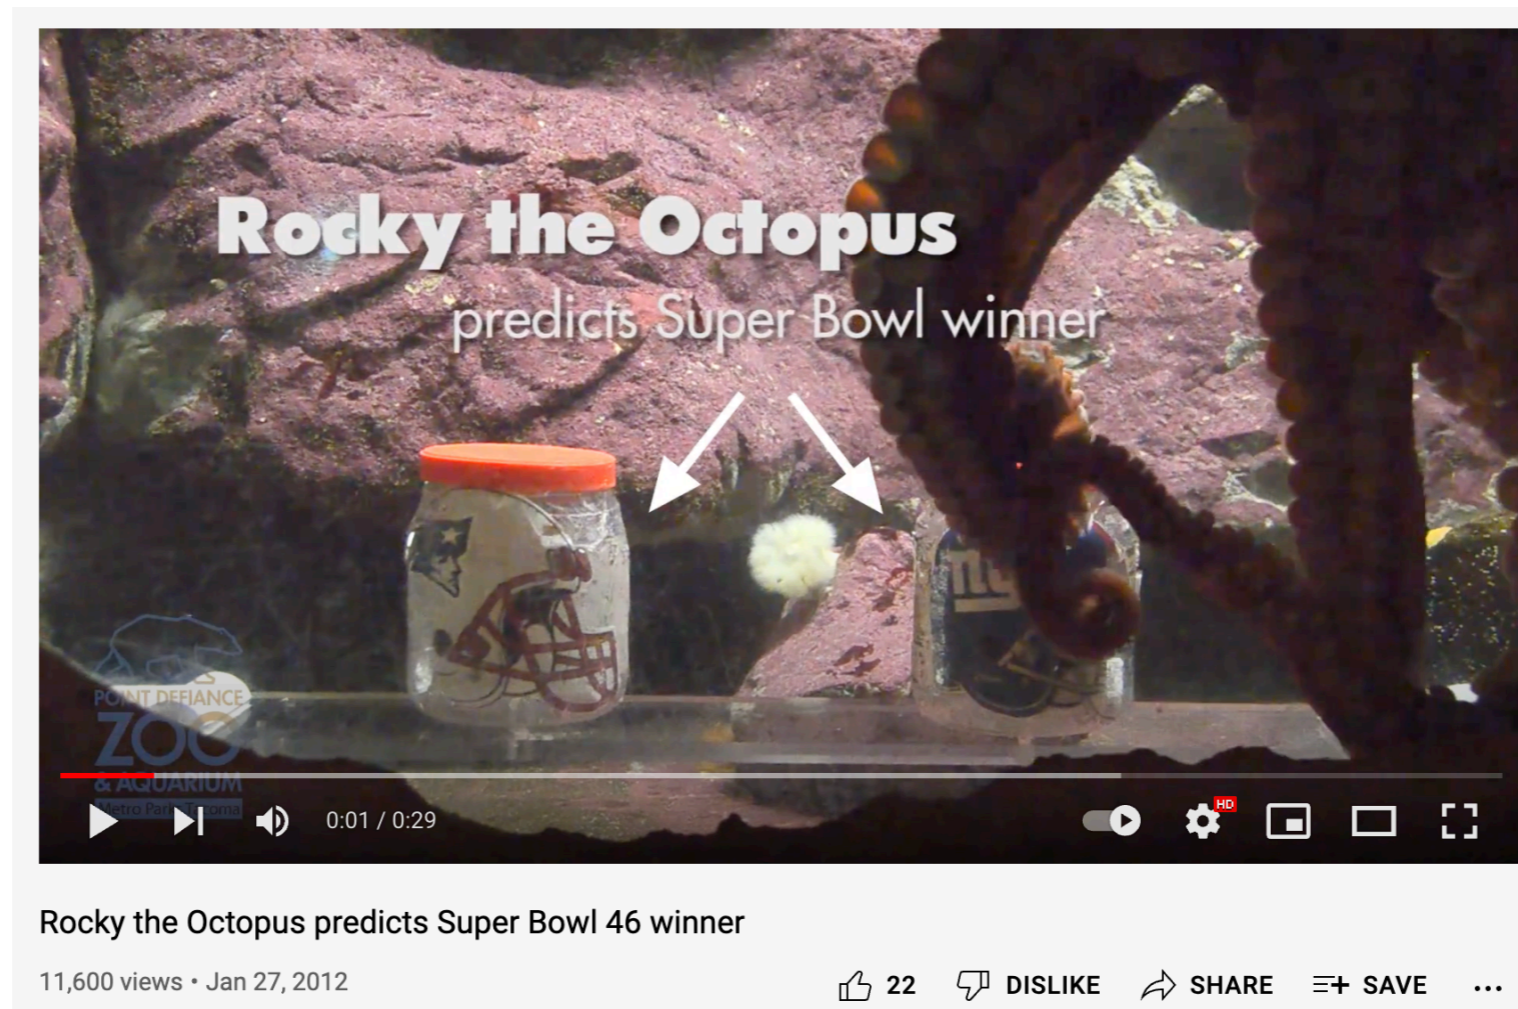 Rocky the Octopus
predicts Super Bowl winner
ny
POINT DEFIANCE
ZOO
& AQUARIUM
Metro Parks Tacoma
0:01 / 0:29
HD
Rocky the Octopus predicts Super Bowl 46 winner
11,600 views • Jan 27, 2012
22 DISLIKE SHARE SAVE